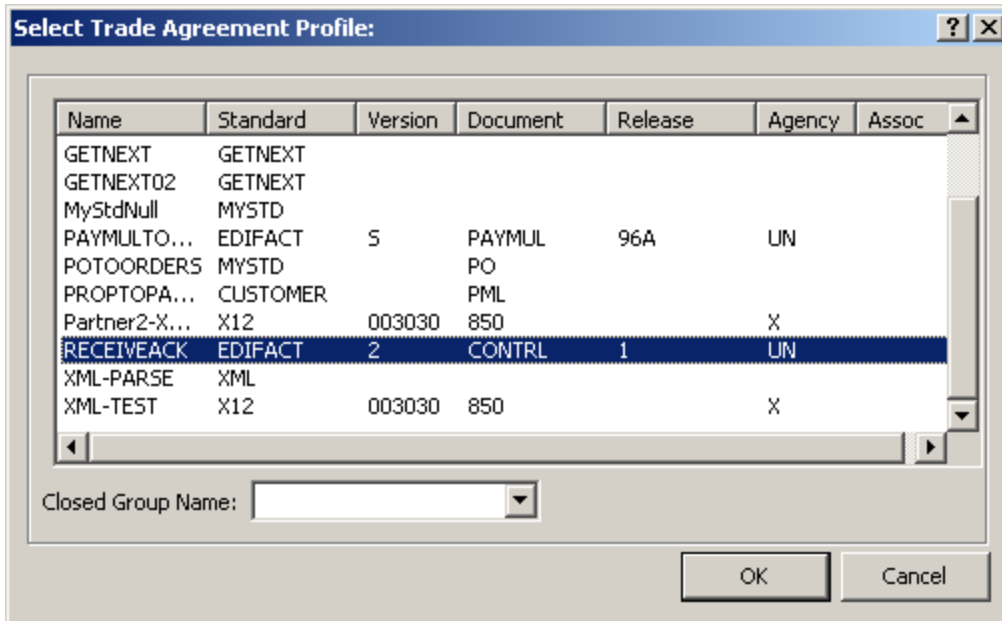 Select Trade Agreement Profile:
Name Standard Version Document Release Agency Assoc
GETNEXT GETNEXT
GETNEXT02 GETNEXT
MyStdNull MYSTD
PAYMULTO... EDIFACT S PAYMUL 96A UN
POTOORDERS MYSTD PO
PROPTOPA... CUSTOMER PML
Partner2-X... X12 003030 850 X
RECEIVEACK EDIFACT 2 CONTRL 1 UN
XML-PARSE XML
XML-TEST X12 003030 850 X
Closed Group Name:
OK Cancel